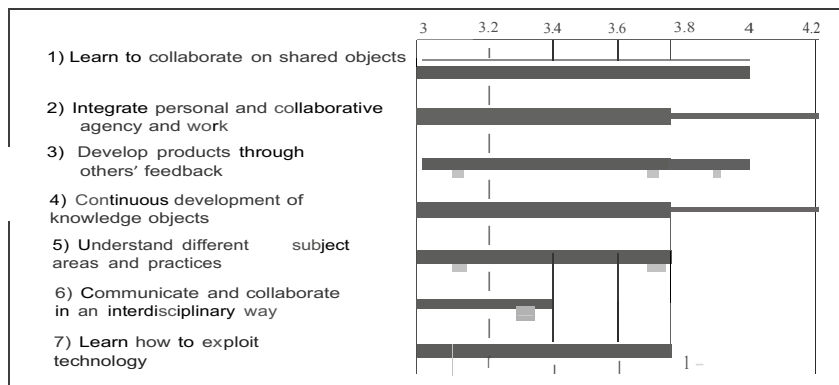 3 3.2 3.4 3.6 3.8 4 4.2
1) Learn to collaborate on shared objects
2) Integrate personal and collaborative
agency and work
3) Develop products through
others' feedback
4) Continuous development of
knowledge objects
5) Understand different subject
areas and practices
6) Communicate and collaborate
in an interdisciplinary way
7) Learn how to exploit
technology